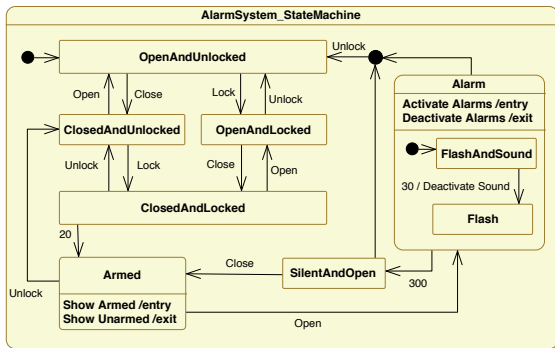 AlarmSystem_StateMachine
OpenAndUnlocked
Unlock
Alarm
Activate Alarms /entry
Deactivate Alarms /exit
Open
Close
Lock
Unlock
ClosedAndUnlocked
OpenAndLocked
FlashAndSound
Unlock
Lock
Close
Open
30 / Deactivate Sound
ClosedAndLocked
Flash
20
Armed
Close
SilentAndOpen
300
Unlock
Show Armed /entry
Show Unarmed /exit
Open